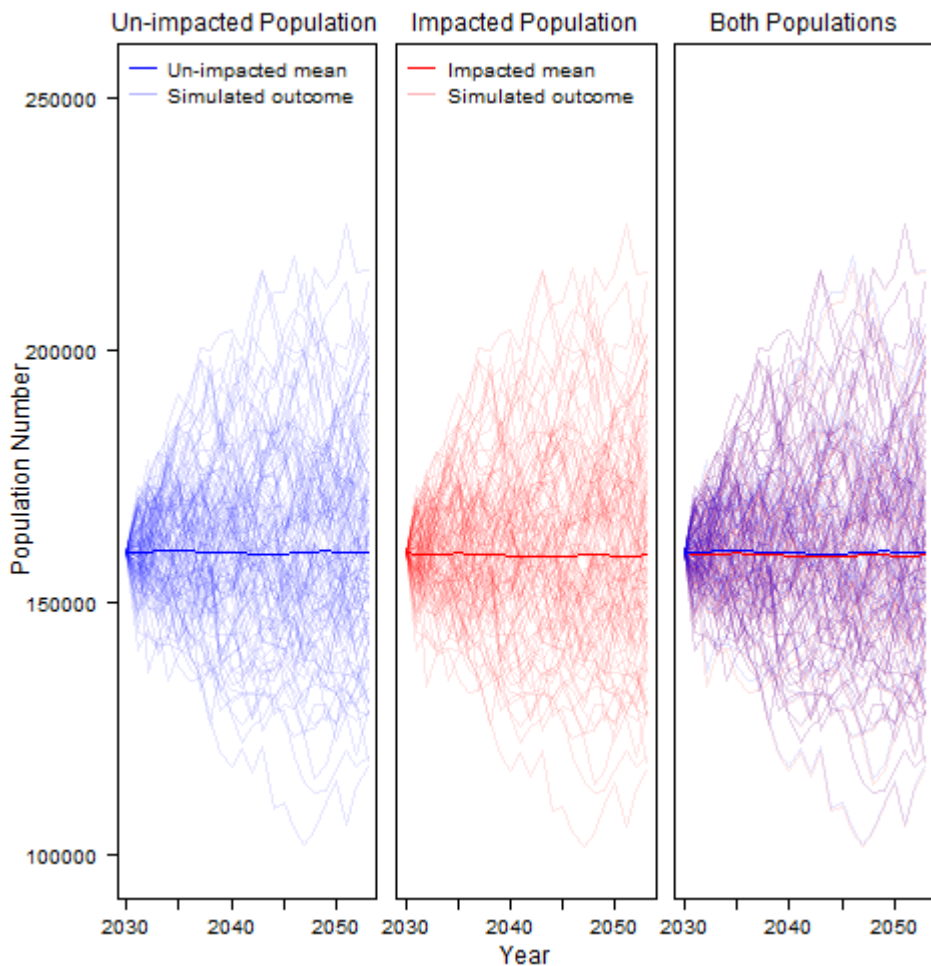 Un-impacted Population
Impacted Population
Both Populations
Un-impacted mean
Simulated outcome
Impacted mean
Simulated outcome
250000
200000
150000
100000
Population Number
2030 2040 2050
2030 2040 2050
2030 2040 2050
Year